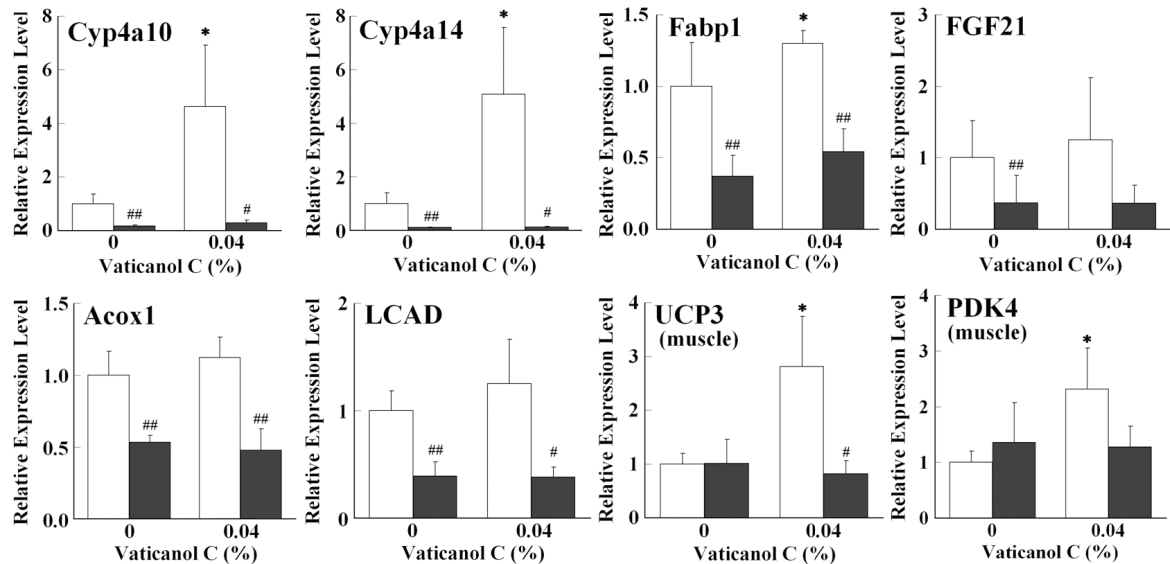 Cyp4a10
Relative Expression Level
8
6
4
2
0
*
##
#
0
0.04
Vaticanol C (%)
Cyp4a14
Relative Expression Level
8
6
4
2
0
*
##
#
0
0.04
Vaticanol C (%)
Fabp1
Relative Expression Level
1.5
1.0
0.5
0.0
*
##
##
0
0.04
Vaticanol C (%)
FGF21
Relative Expression Level
3
2
1
0
##
0
0.04
Vaticanol C (%)
Acox1
Relative Expression Level
1.5
1.0
0.5
0.0
##
##
0
0.04
Vaticanol C (%)
LCAD
Relative Expression Level
2
1
0
##
#
0
0.04
Vaticanol C (%)
UCP3
(muscle)
Relative Expression Level
4
3
2
1
0
*
#
0
0.04
Vaticanol C (%)
PDK4
(muscle)
Relative Expression Level
4
3
2
1
0
*
0
0.04
Vaticanol C (%)